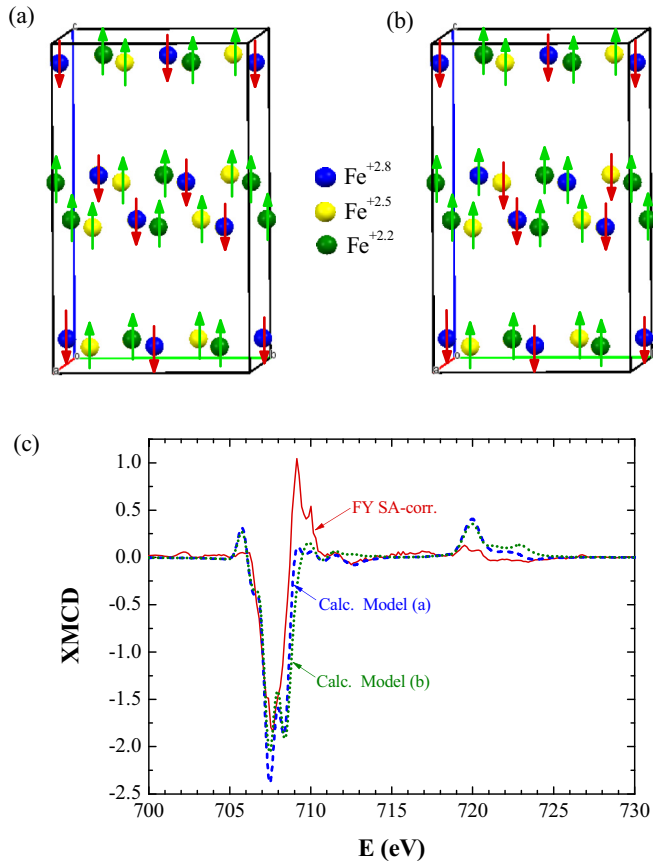 (a)
(b)
c
c
Fe+2.8
Fe+2.5
Fe+2.2
o
b
a
o
b
a
(c)
1.0
0.5
0.0
-0.5
-1.0
-1.5
-2.0
-2.5
XMCD
FY SA-corr.
Calc. Model (a)
Calc. Model (b)
700
705
710
715
720
725
730
E (eV)